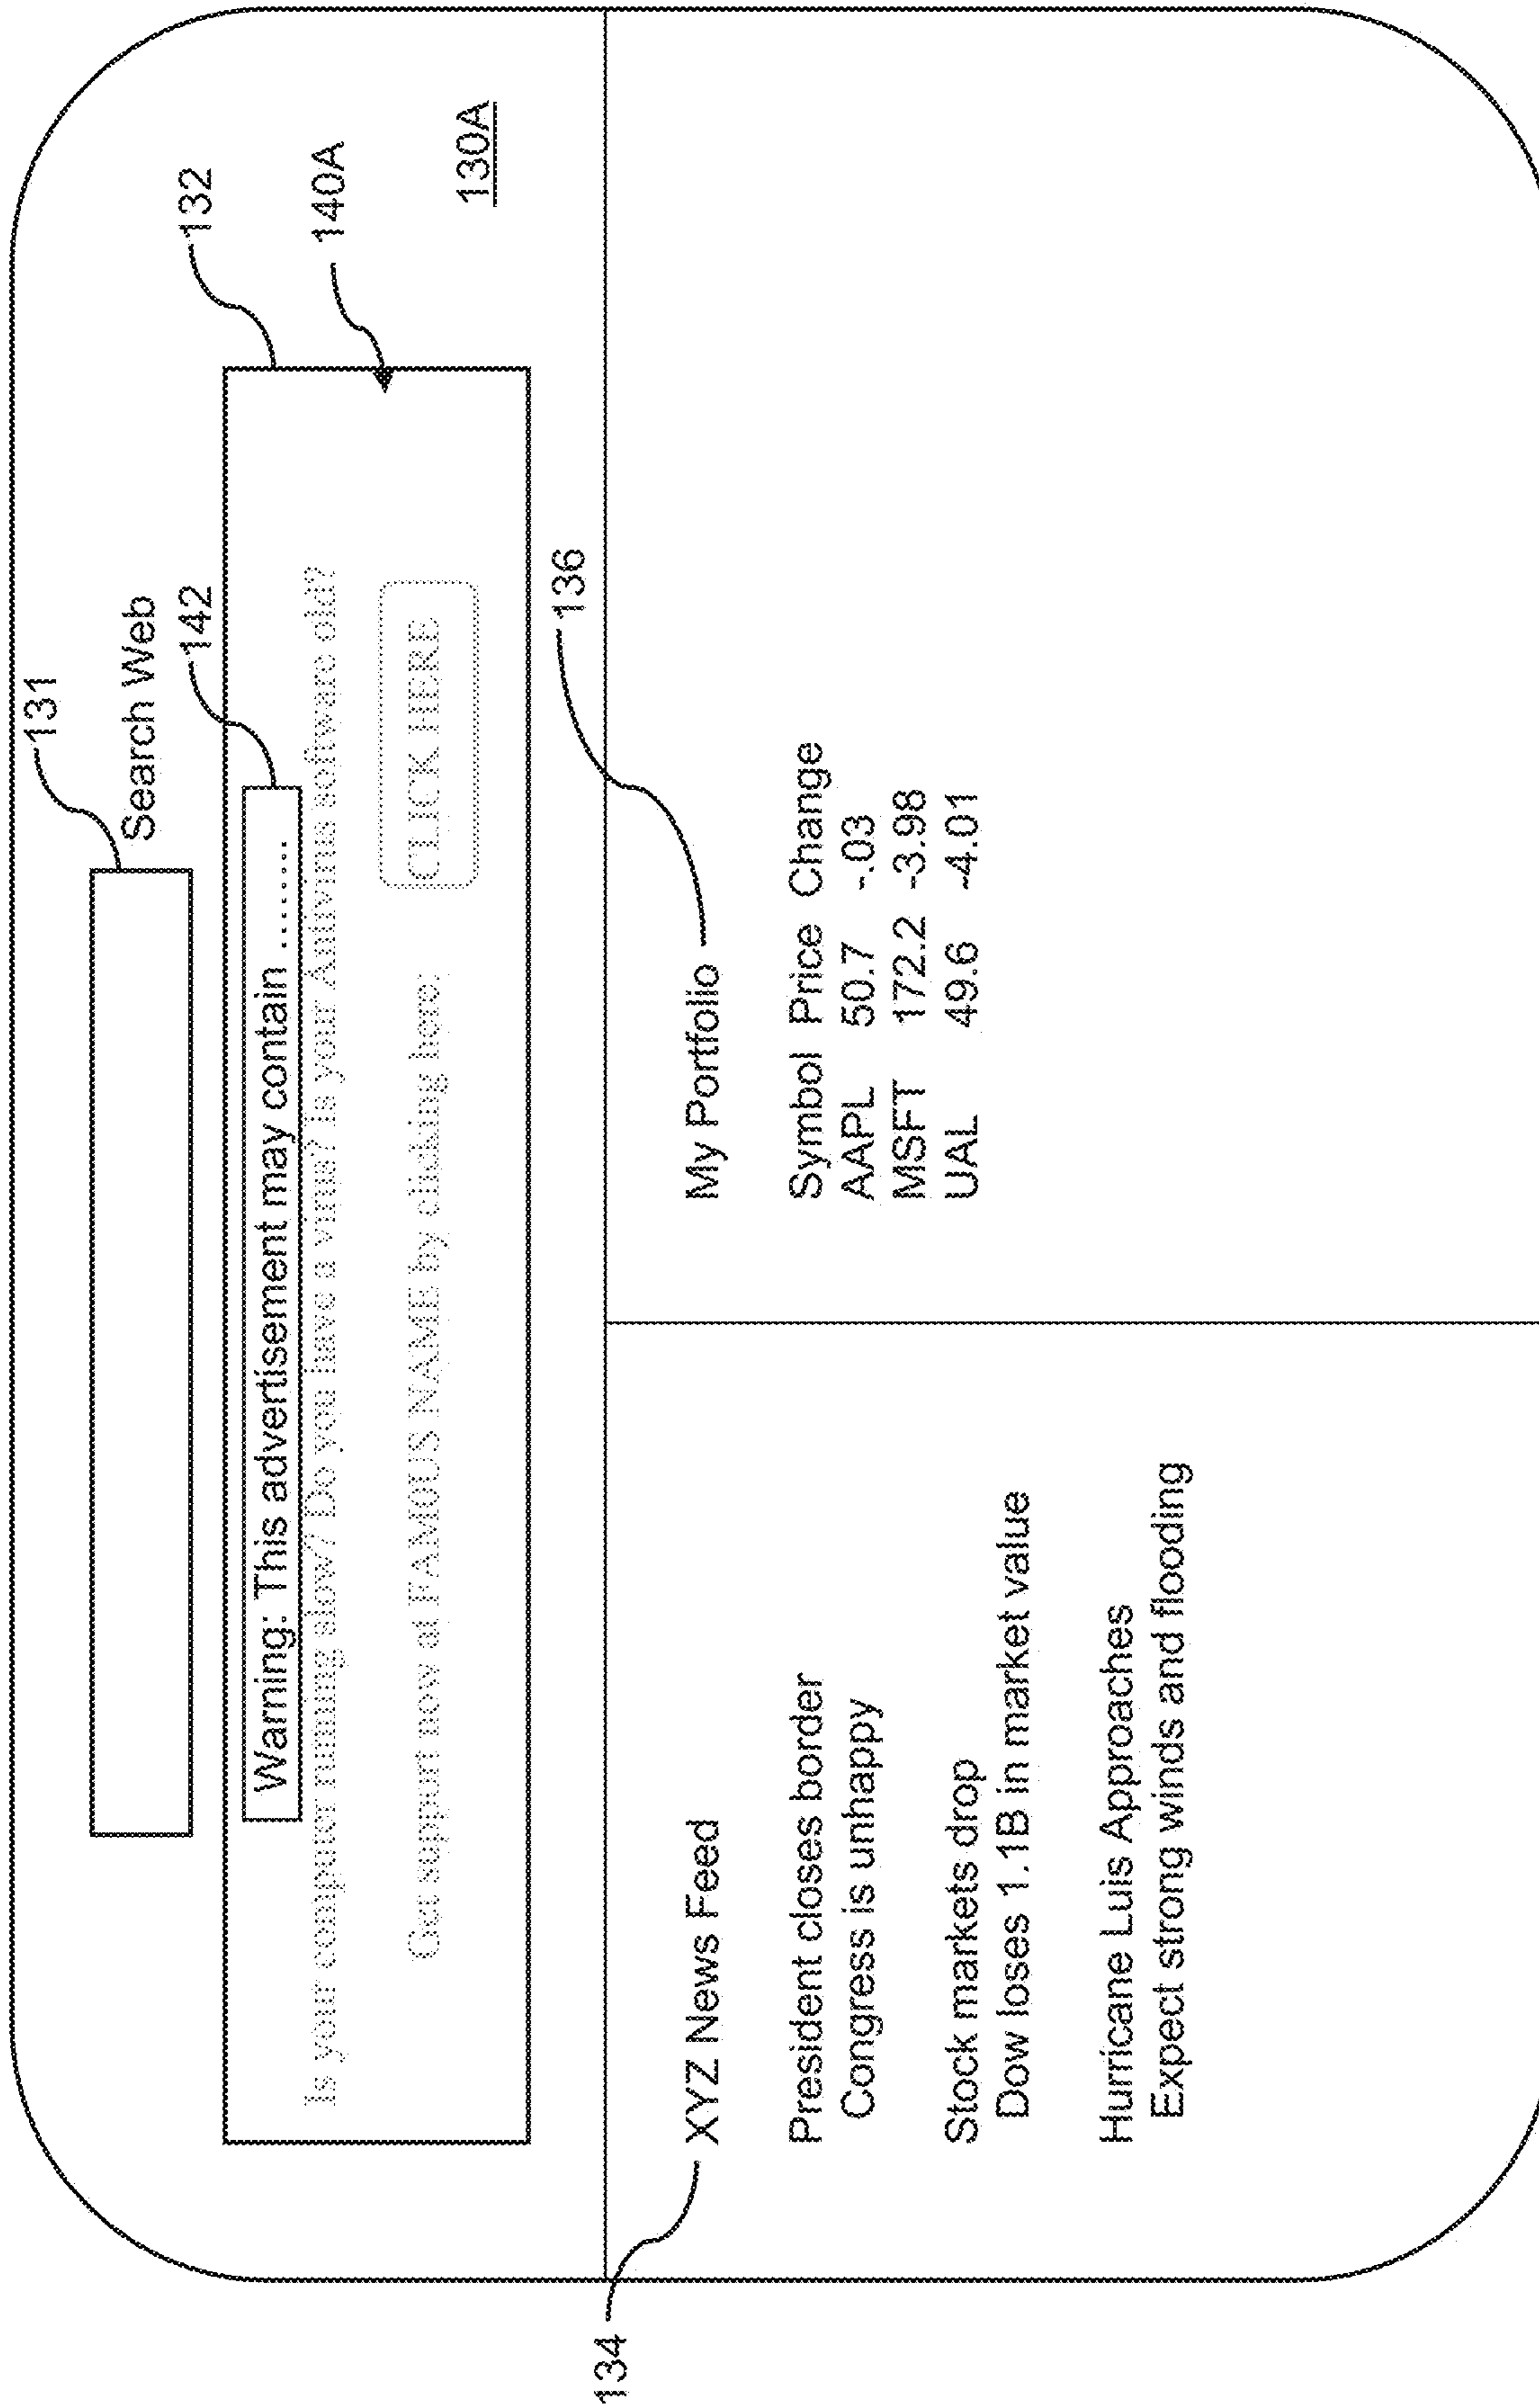 131
Search Web
132
142
140A
Warning: This advertisement may contain ........
Is your computer running slow? Do you have a virus? Is your Antivirus software old?
Get support now at FAMOUS NAME by clicking here:
CLICK HERE
130A
136
134
XYZ News Feed
President closes border
Congress is unhappy
Stock markets drop
Dow loses 1.1B in market value
Hurricane Luis Approaches
Expect strong winds and flooding
My Portfolio
Symbol Price Change
AAPL 50.7 -.03
MSFT 172.2 -3.98
UAL 49.6 -4.01